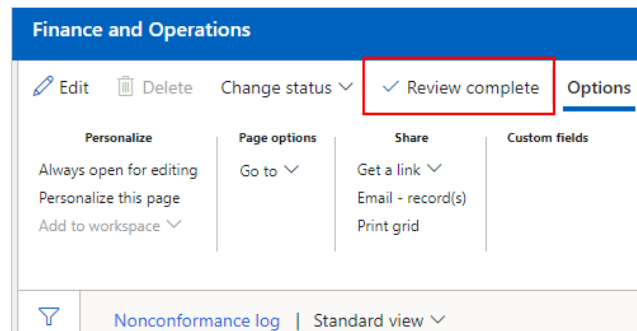 Finance and Operations
Edit Delete Change status Review complete Options
Personalize Page options Share Custom fields
Always open for editing Go to Get a link
Personalize this page Email - record(s)
Add to workspace Print grid
Nonconformance log | Standard view